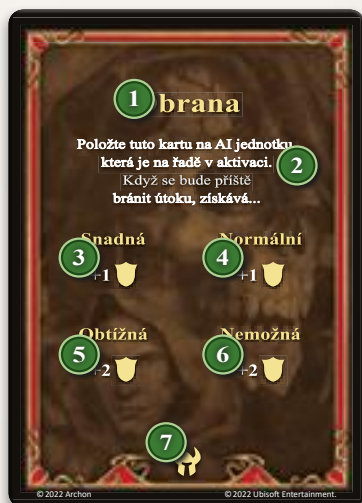 1 brana
Položte tuto kartu na AI jednotku,
která je na řadě v aktivaci. 2
Když se bude příště
bránit útoku, získává...
Snadná Normální
3 +1 4 +1
Obtížná Nemožná
5 +2 6 +2
7
© 2022 Archon © 2022 Ubisoft Entertainment.